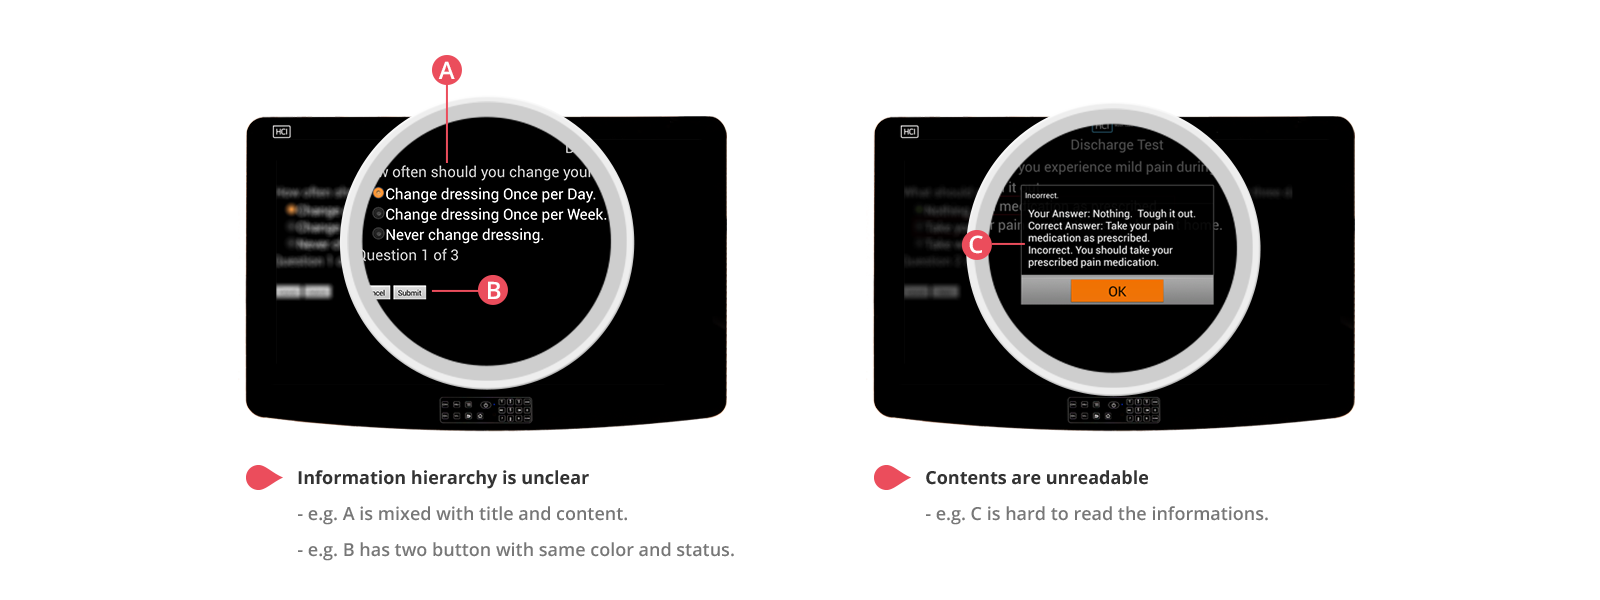 A
HCI
w often should you change your
Change dressing Once per Day.
Change dressing Once per Week.
Never change dressing.
Question 1 of 3
ncel Submit
B
Information hierarchy is unclear
- e.g. A is mixed with title and content.
- e.g. B has two button with same color and status.
HCI
HCI
Discharge Test
you experience mild pain durin
it
Incorrect.
Your Answer: Nothing. Tough it out.
Correct Answer: Take your pain
medication as prescribed.
Incorrect. You should take your
prescribed pain medication.
OK
C
Contents are unreadable
- e.g. C is hard to read the informations.